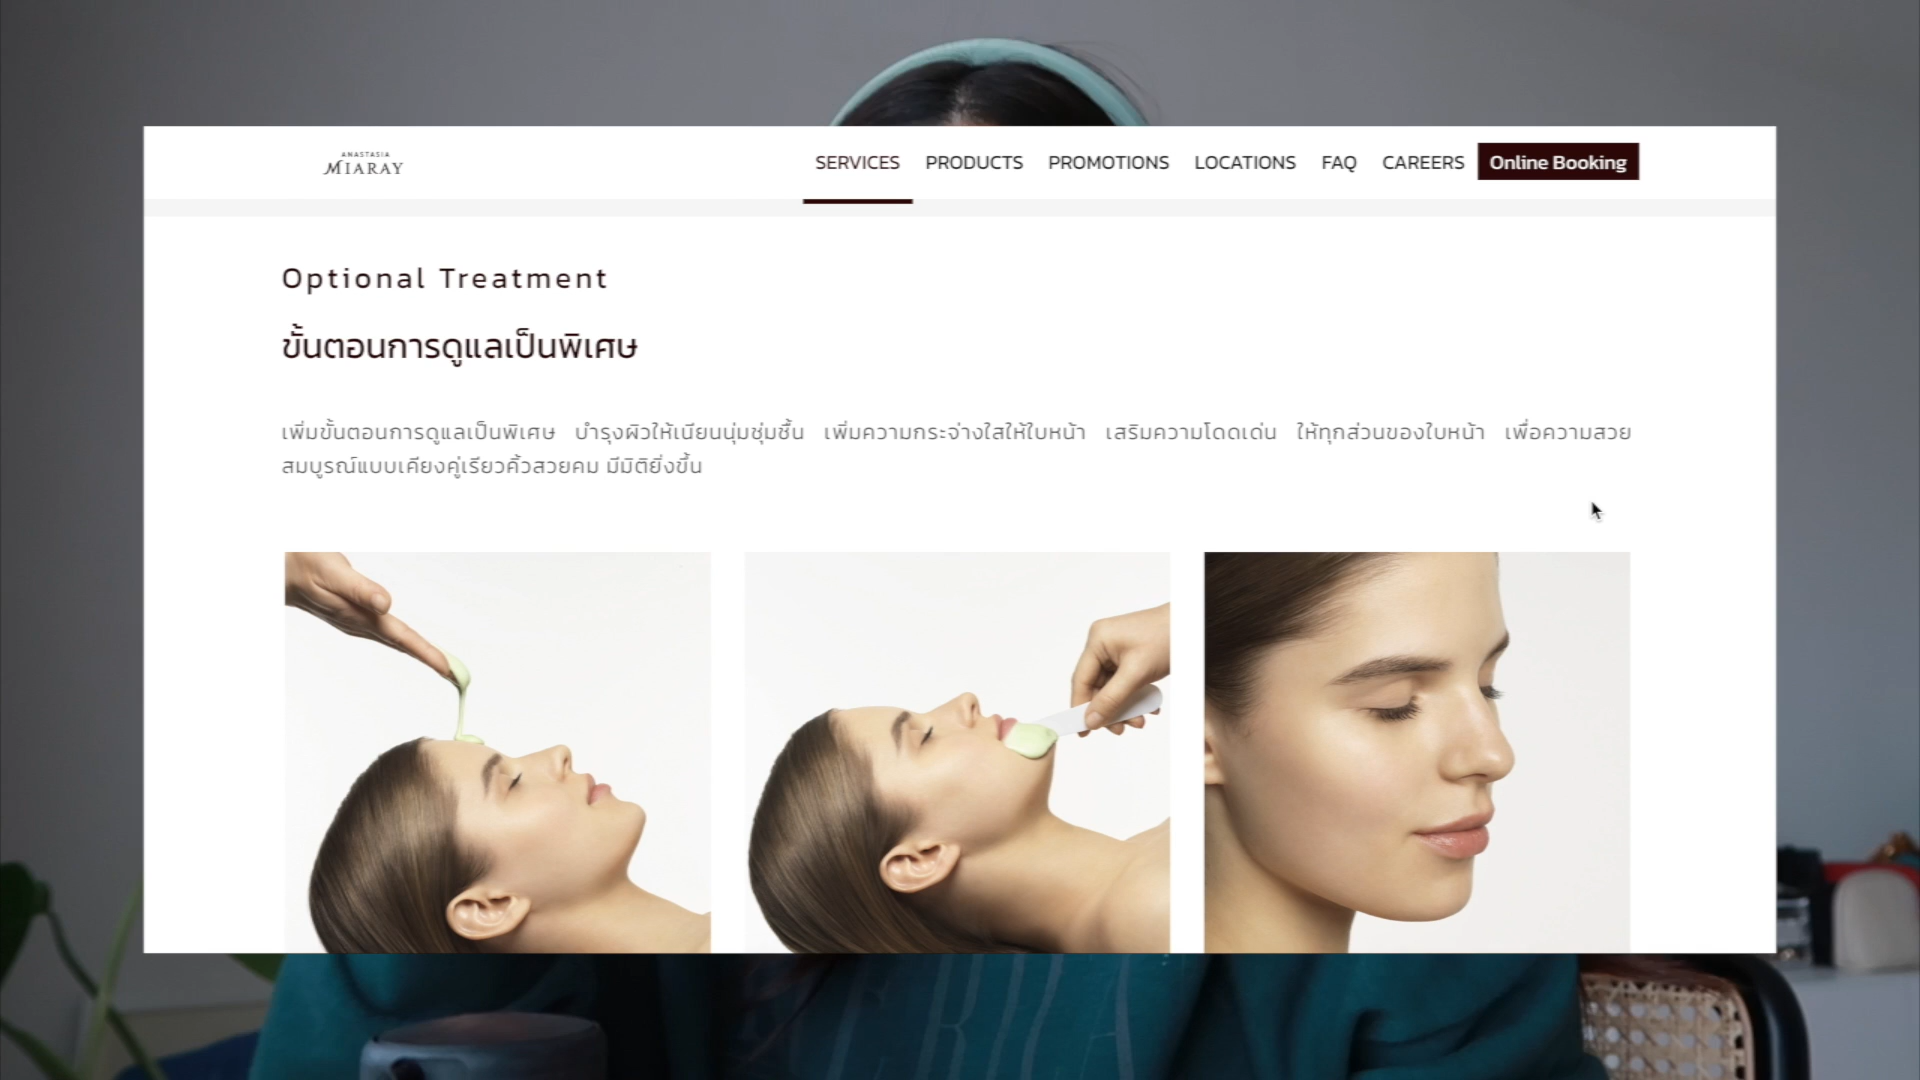 ANASTASIA
MIARAY
SERVICES PRODUCTS PROMOTIONS LOCATIONS FAQ CAREERS Online Booking
Optional Treatment
ขั้นตอนการดูแลเป็นพิเศษ
เพิ่มขั้นตอนการดูแลเป็นพิเศษ บำรุงผิวให้เนียนนุ่มชุ่มชื้น เพิ่มความกระจ่างใสให้ใบหน้า เสริมความโดดเด่น ให้ทุกส่วนของใบหน้า เพื่อความสวย
สมบูรณ์แบบเคียงคู่เรียวคิ้วสวยคม มีมิติยิ่งขึ้น